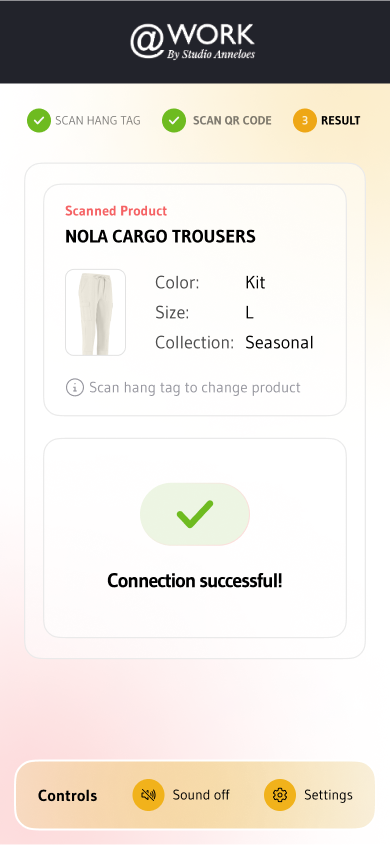 @WORK
By Studio Anneloes
SCAN HANG TAG
SCAN QR CODE
3 RESULT
Scanned Product
NOLA CARGO TROUSERS
Color: Kit
Size: L
Collection: Seasonal
Scan hang tag to change product
Connection successful!
Controls Sound off Settings